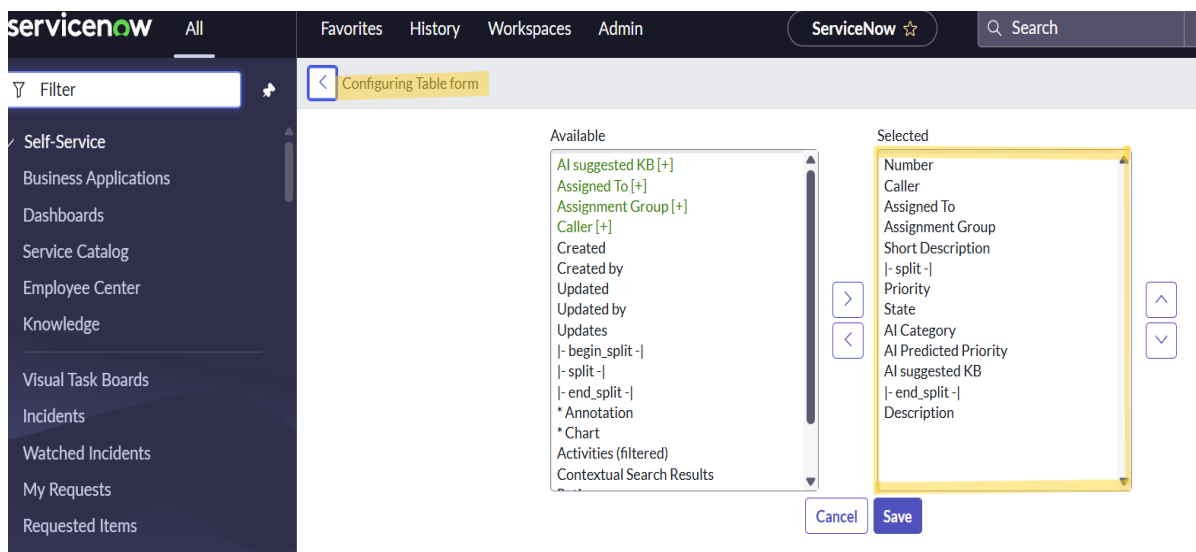 servicenow
All
Favorites
History
Workspaces
Admin
ServiceNow
Search
Filter
Configuring Table form
Self-Service
Business Applications
Dashboards
Service Catalog
Employee Center
Knowledge
Visual Task Boards
Incidents
Watched Incidents
My Requests
Requested Items
Available
AI suggested KB [+]
Assigned To [+]
Assignment Group [+]
Caller [+]
Created
Created by
Updated
Updated by
Updates
|- begin_split -|
|- split -|
|- end_split -|
* Annotation
* Chart
Activities (filtered)
Contextual Search Results
Selected
Number
Caller
Assigned To
Assignment Group
Short Description
|- split -|
Priority
State
AI Category
AI Predicted Priority
AI suggested KB
|- end_split -|
Description
Cancel
Save